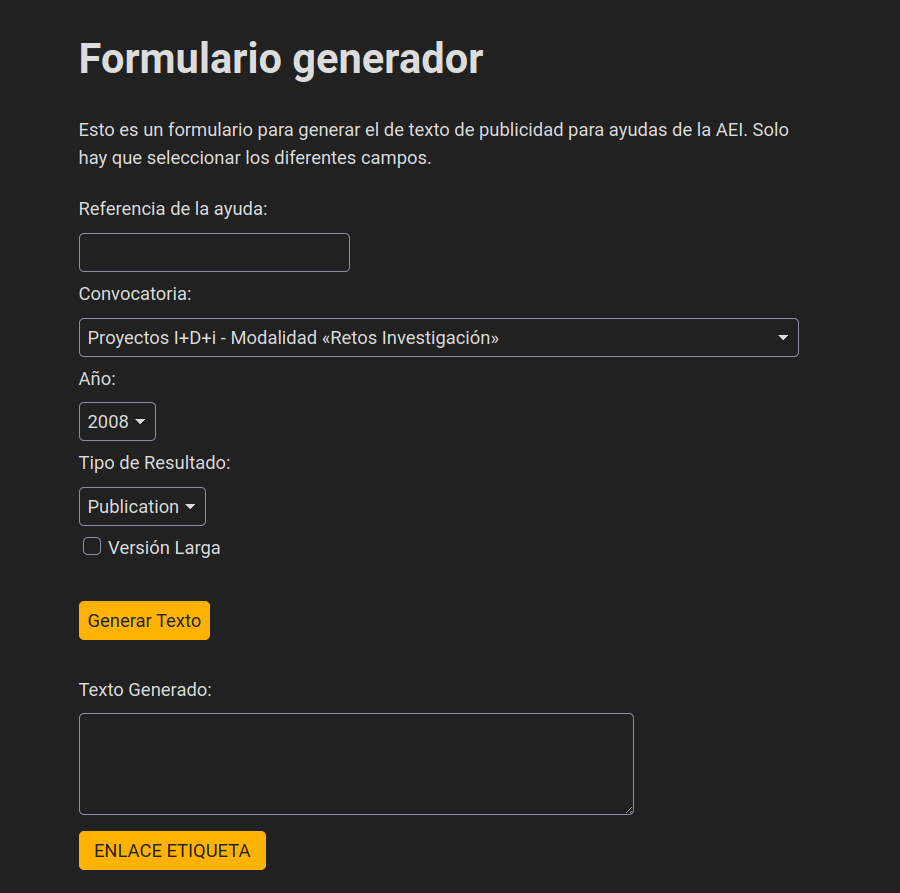 Formulario generador
Esto es un formulario para generar el de texto de publicidad para ayudas de la AEI. Solo
hay que seleccionar los diferentes campos.
Referencia de la ayuda:
Convocatoria:
Proyectos I+D+i - Modalidad «Retos Investigación»
Año:
2008
Tipo de Resultado:
Publication
Versión Larga
Generar Texto
Texto Generado:
ENLACE ETIQUETA